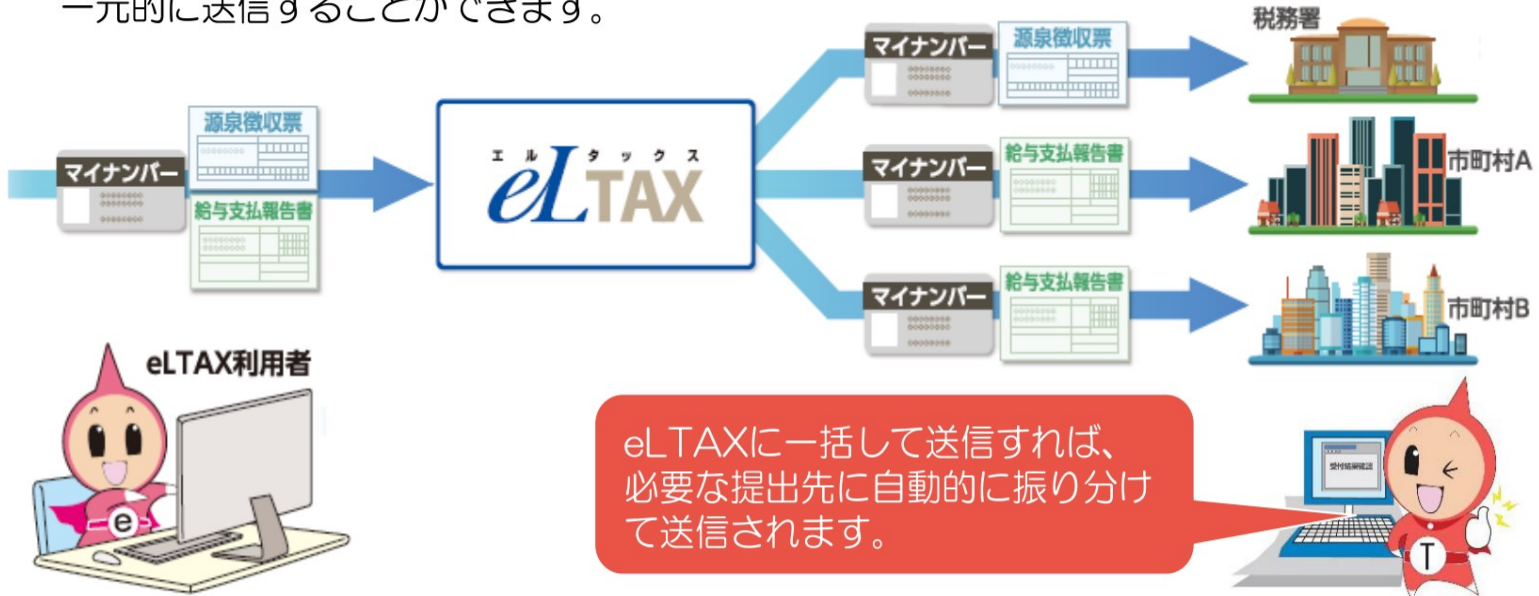 一元的に送信することができます。
マイナンバー
源泉徴収票
給与支払報告書
エルタックス
eLTAX
マイナンバー
源泉徴収票
税務署
マイナンバー
給与支払報告書
市町村A
マイナンバー
給与支払報告書
市町村B
eLTAX利用者
e
eLTAXに一括して送信すれば、
必要な提出先に自動的に振り分け
て送信されます。
受付結果確認
T